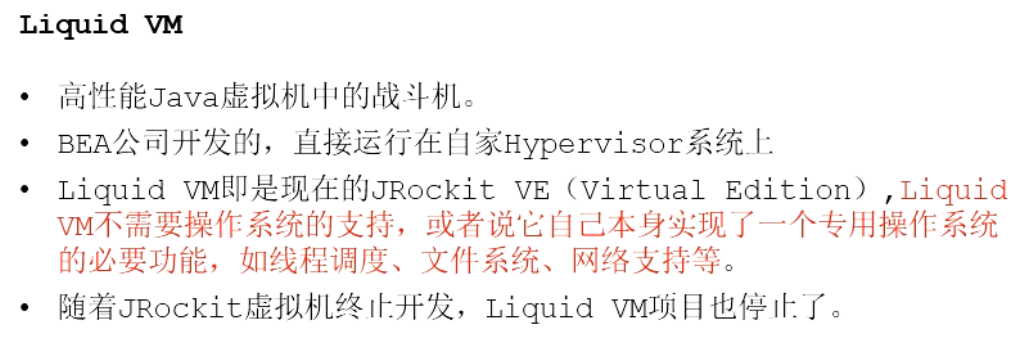 Liquid VM
• 高性能Java虚拟机中的战斗机。
• BEA公司开发的，直接运行在自家Hypervisor系统上
• Liquid VM即是现在的JRockit VE（Virtual Edition）,Liquid
VM不需要操作系统的支持，或者说它自己本身实现了一个专用操作系统
的必要功能，如线程调度、文件系统、网络支持等。
• 随着JRockit虚拟机终止开发，Liquid VM项目也停止了。